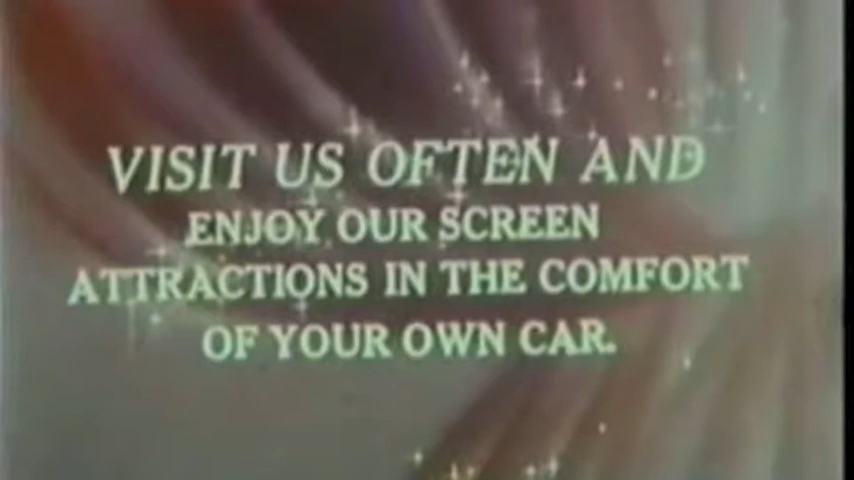 VISIT US OFTEN AND
ENJOY OUR SCREEN
ATTRACTIONS IN THE COMFORT
OF YOUR OWN CAR.